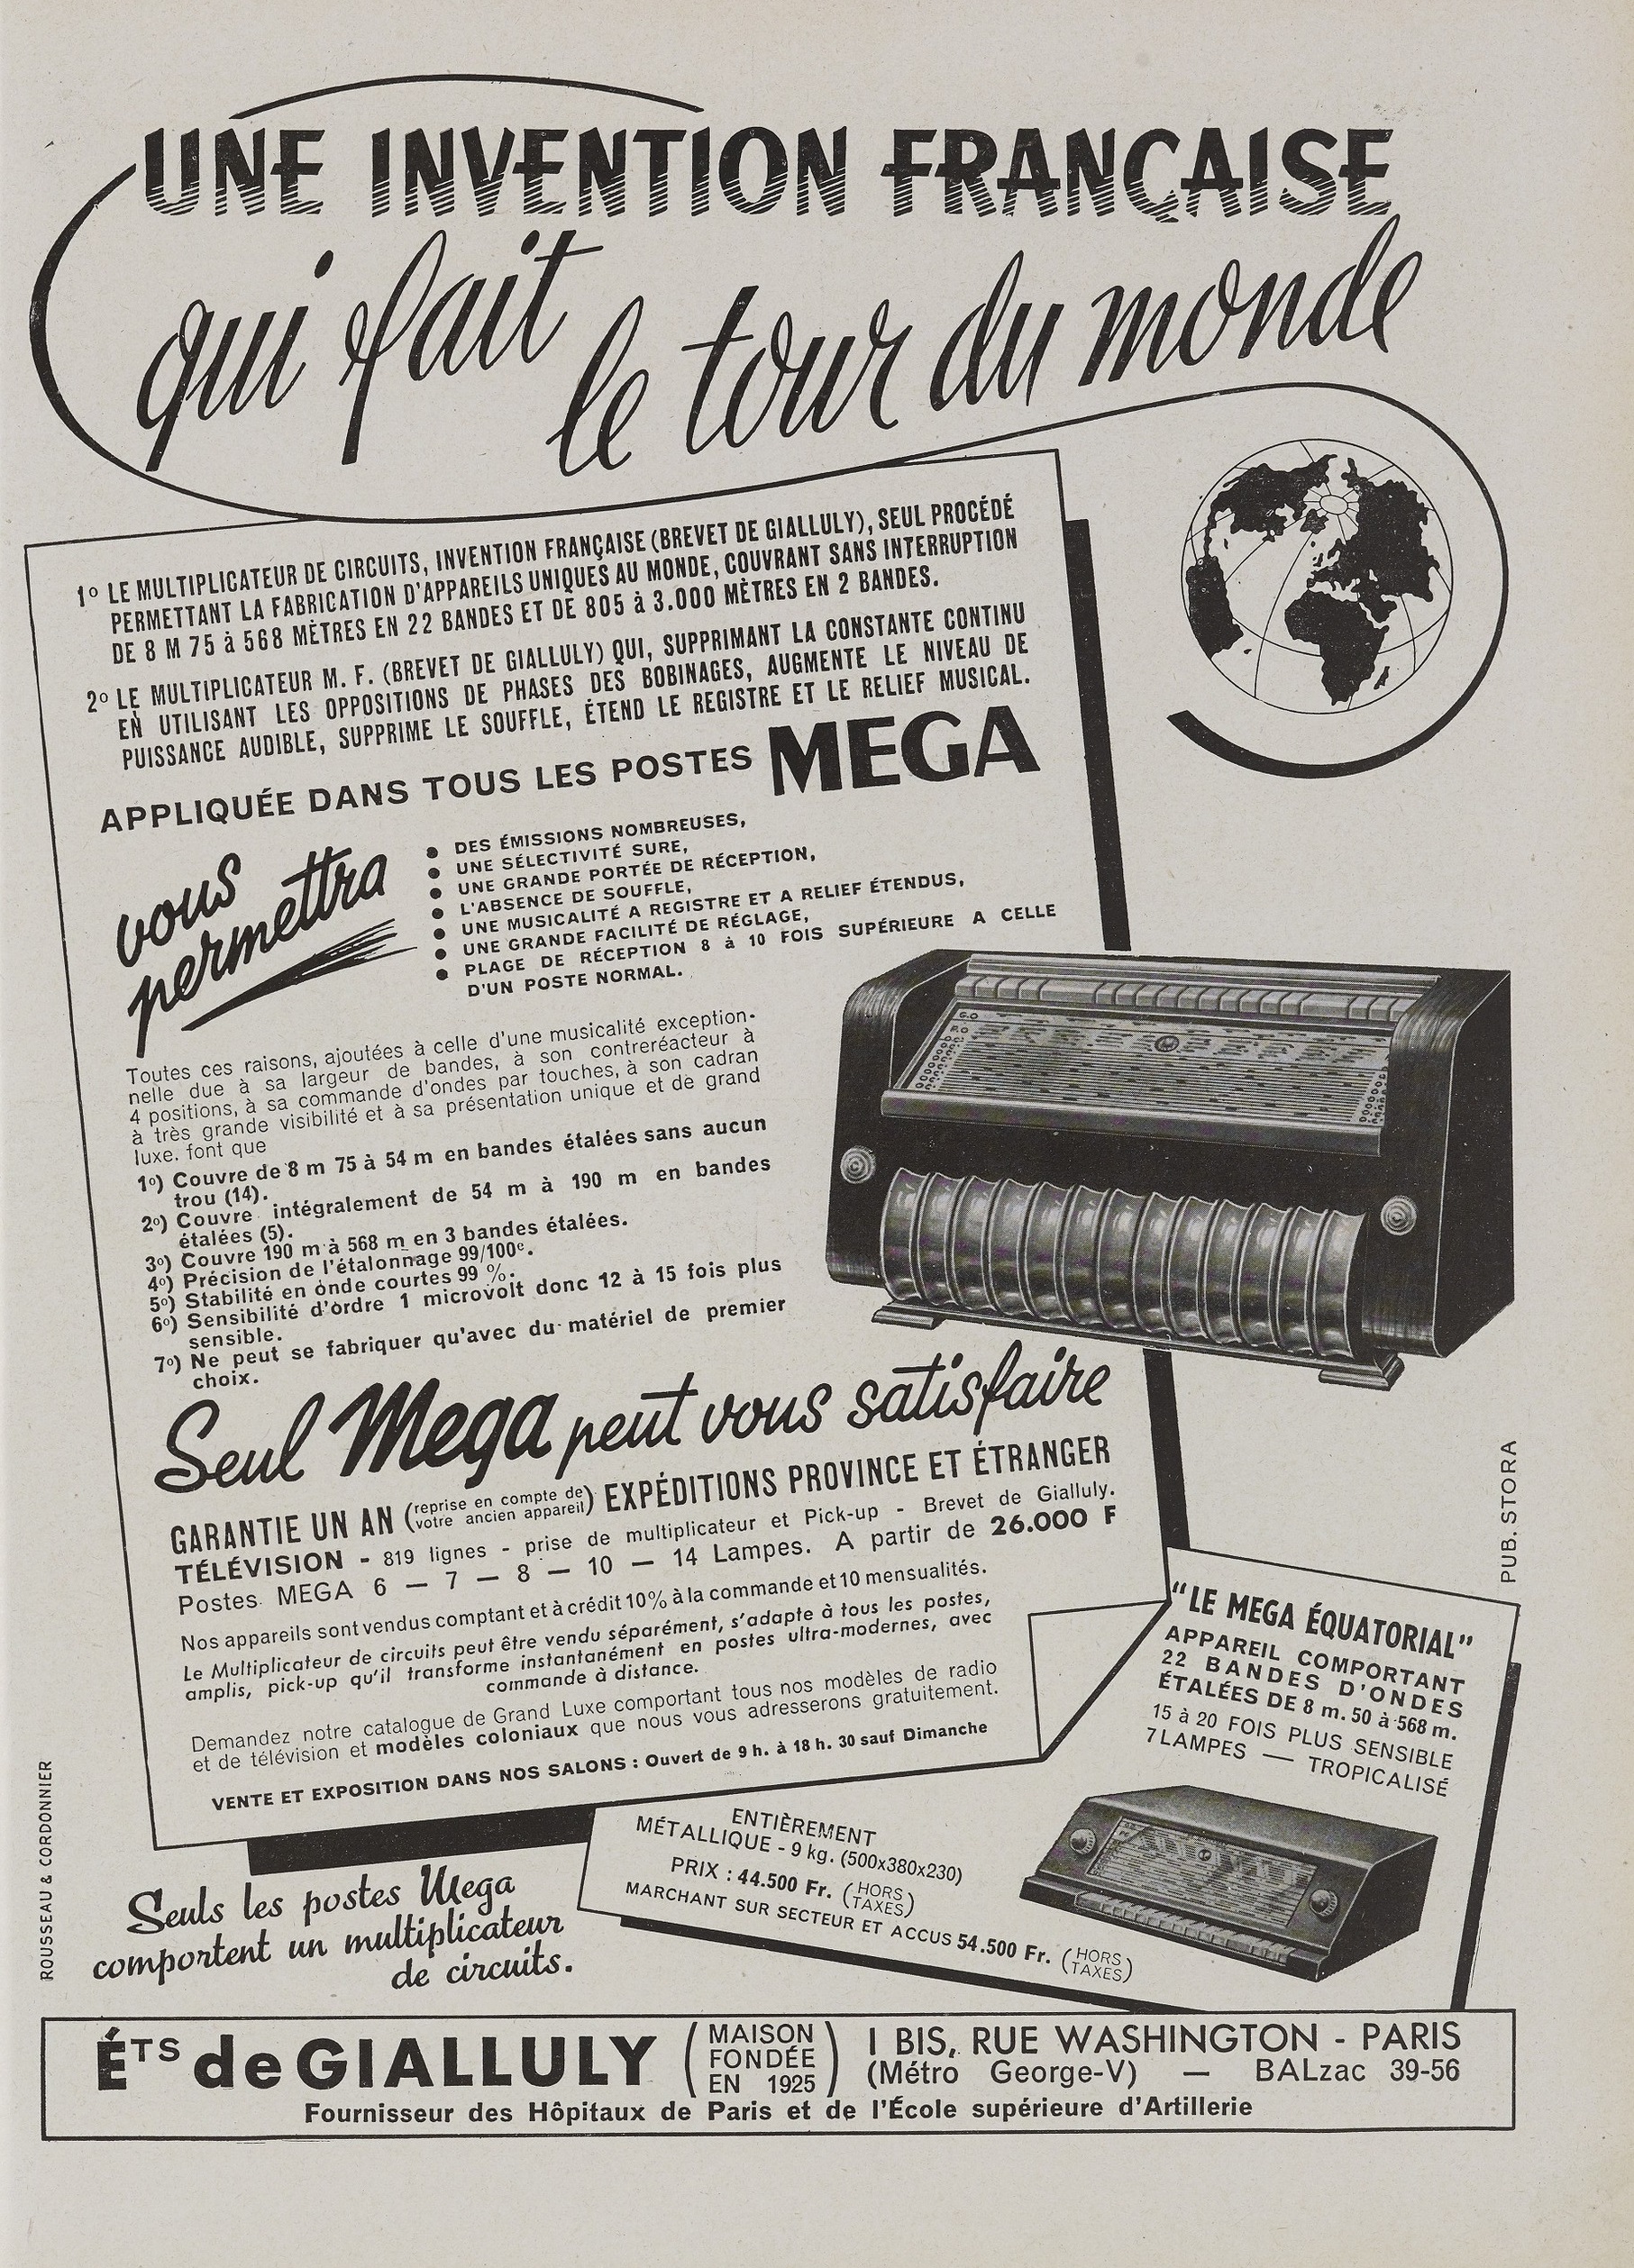 UNE INVENTION FRANÇAISE
qui fait
le tour du monde
1º LE MULTIPLICATEUR DE CIRCUITS, INVENTION FRANÇAISE (BREVET DE GIALLULY), SEUL PROCÉDÉ
PERMETTANT LA FABRICATION D'APPAREILS UNIQUES AU MONDE, COUVRANT SANS INTERRUPTION
DE 8 M 75 à 568 MÈTRES EN 22 BANDES ET DE 805 à 3.000 MÈTRES EN 2 BANDES.
2º LE MULTIPLICATEUR M. F. (BREVET DE GIALLULY) QUI, SUPPRIMANT LA CONSTANTE CONTINU
EN UTILISANT LES OPPOSITIONS DE PHASES DES BOBINAGES, AUGMENTE LE NIVEAU DE
PUISSANCE AUDIBLE, SUPPRIME LE SOUFFLE, ÉTEND LE REGISTRE ET LE RELIEF MUSICAL.
APPLIQUÉE DANS TOUS LES POSTES MEGA
vous
permettra
● DES ÉMISSIONS NOMBREUSES,
● UNE SÉLECTIVITÉ SURE,
● UNE GRANDE PORTÉE DE RÉCEPTION,
● L'ABSENCE DE SOUFFLE,
● UNE MUSICALITÉ A REGISTRE ET A RELIEF ÉTENDUS,
● UNE GRANDE FACILITÉ DE RÉGLAGE,
● PLAGE DE RÉCEPTION 8 à 10 FOIS SUPÉRIEURE A CELLE
D'UN POSTE NORMAL.
Toutes ces raisons, ajoutées à celle d'une musicalité exception-
nelle due à sa largeur de bandes, à son contreréacteur à
4 positions, à sa commande d'ondes par touches, à son cadran
à très grande visibilité et à sa présentation unique et de grand
luxe. font que
1º) Couvre de 8 m 75 à 54 m en bandes étalées sans aucun
trou (14).
2º) Couvre intégralement de 54 m à 190 m en bandes
étalées (5).
3º) Couvre 190 m à 568 m en 3 bandes étalées.
4º) Précision de l'étalonnage 99/100e.
5º) Stabilité en onde courtes 99 %.
6º) Sensibilité d'ordre 1 microvolt donc 12 à 15 fois plus
sensible.
7º) Ne peut se fabriquer qu'avec du matériel de premier
choix.
G.O
P.O
Seul Mega peut vous satisfaire
GARANTIE UN AN (reprise en compte de votre ancien appareil) EXPÉDITIONS PROVINCE ET ÉTRANGER
TÉLÉVISION - 819 lignes - prise de multiplicateur et Pick-up - Brevet de Gialluly.
Postes MEGA 6 — 7 — 8 — 10 — 14 Lampes. A partir de 26.000 F
Nos appareils sont vendus comptant et à crédit 10% à la commande et 10 mensualités.
Le Multiplicateur de circuits peut être vendu séparément, s'adapte à tous les postes,
amplis, pick-up qu'il transforme instantanément en postes ultra-modernes, avec
commande à distance.
Demandez notre catalogue de Grand Luxe comportant tous nos modèles de radio
et de télévision et modèles coloniaux que nous vous adresserons gratuitement.
VENTE ET EXPOSITION DANS NOS SALONS : Ouvert de 9 h. à 18 h. 30 sauf Dimanche
PUB. STORA
"LE MEGA ÉQUATORIAL"
APPAREIL COMPORTANT
22 BANDES D'ONDES
ÉTALÉES DE 8 m. 50 à 568 m.
15 à 20 FOIS PLUS SENSIBLE
7 LAMPES — TROPICALISÉ
ENTIÈREMENT
MÉTALLIQUE - 9 kg. (500x380x230)
PRIX : 44.500 Fr. (HORS TAXES)
MARCHANT SUR SECTEUR ET ACCUS 54.500 Fr. (HORS TAXES)
ROUSSEAU & CORDONNIER
Seuls les postes Mega
comportent un multiplicateur
de circuits.
ÉTS de GIALLULY (MAISON FONDÉE EN 1925)
1 BIS, RUE WASHINGTON - PARIS
(Métro George-V) — BALzac 39-56
Fournisseur des Hôpitaux de Paris et de l'École supérieure d'Artillerie